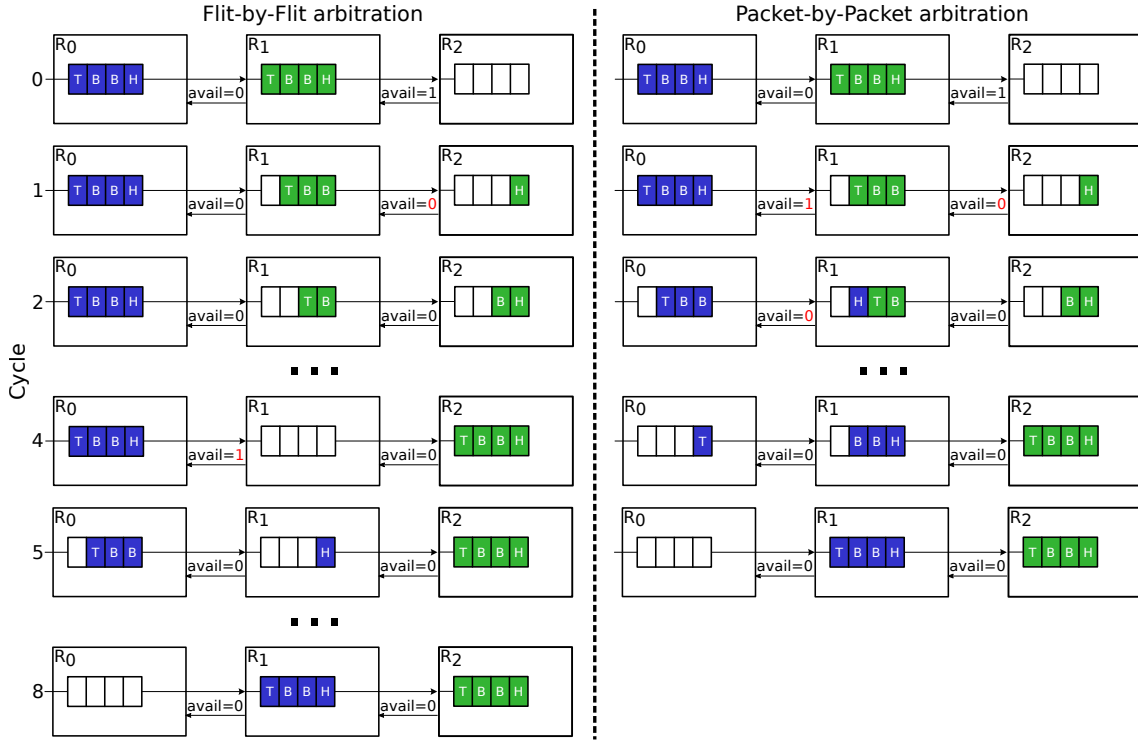 Flit-by-Flit arbitration
Packet-by-Packet arbitration
Cycle
0
R0 T B B H avail=0 R1 T B B H avail=1 R2
R0 T B B H avail=0 R1 T B B H avail=1 R2
1
R0 T B B H avail=0 R1 T B B avail=0 R2 H
R0 T B B H avail=1 R1 T B B avail=0 R2 H
2
R0 T B B H avail=0 R1 T B avail=0 R2 B H
R0 T B B avail=0 R1 H T B avail=0 R2 B H
4
R0 T B B H avail=1 R1 avail=0 R2 T B B H
R0 T avail=0 R1 B B H avail=0 R2 T B B H
5
R0 T B B avail=0 R1 H avail=0 R2 T B B H
R0 avail=0 R1 T B B H avail=0 R2 T B B H
8
R0 avail=0 R1 T B B H avail=0 R2 T B B H